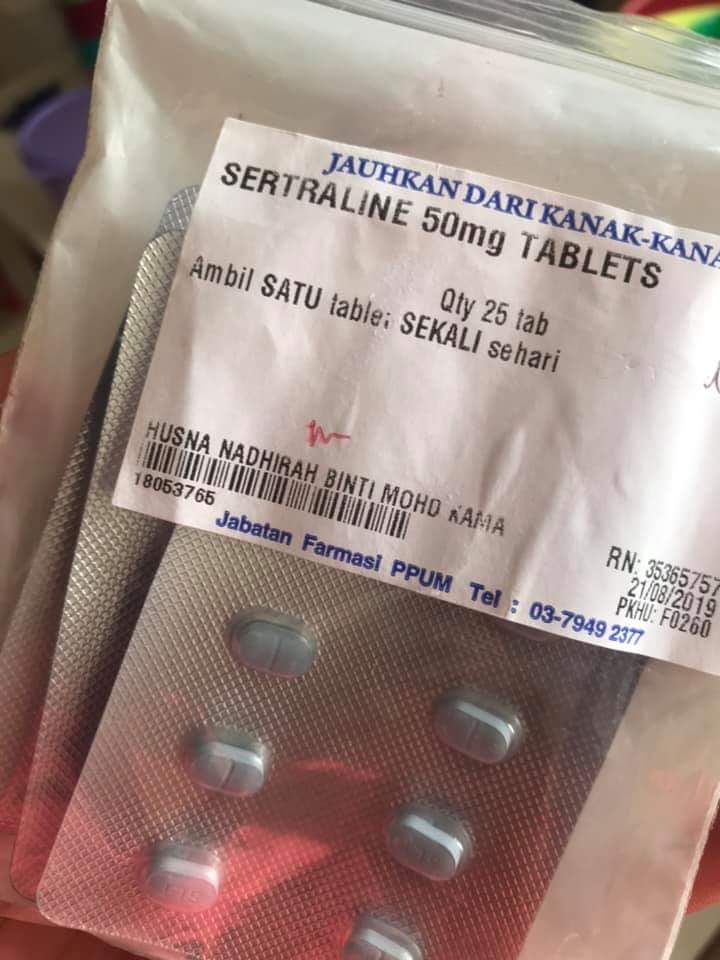 JAUHKAN DARI KANAK-KANA
SERTRALINE 50mg TABLETS
Qty 25 tab
Ambil SATU tablet SEKALI sehari
HUSNA NADHIRAH BINTI MOHD KAMA
18053765
Jabatan Farmasi PPUM Tel : 03-7949 2377
RN: 35365757
21/08/2019
PKHU: F0260